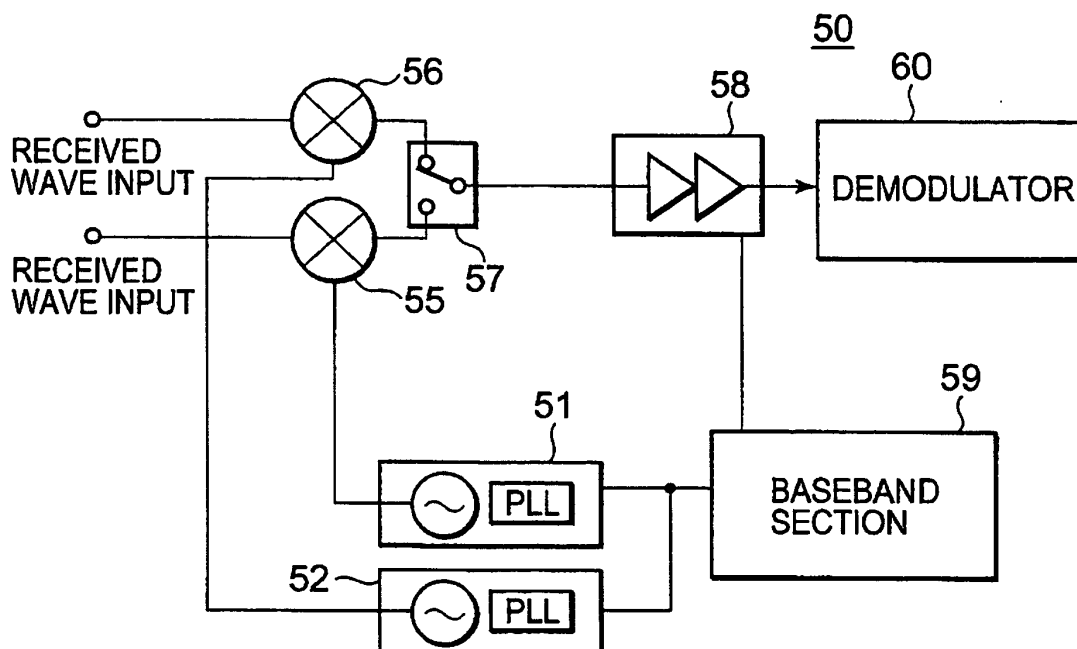 50
56
58
60
RECEIVED
WAVE INPUT
DEMODULATOR
RECEIVED
WAVE INPUT
57
55
51
59
PLL
BASEBAND
SECTION
52
PLL